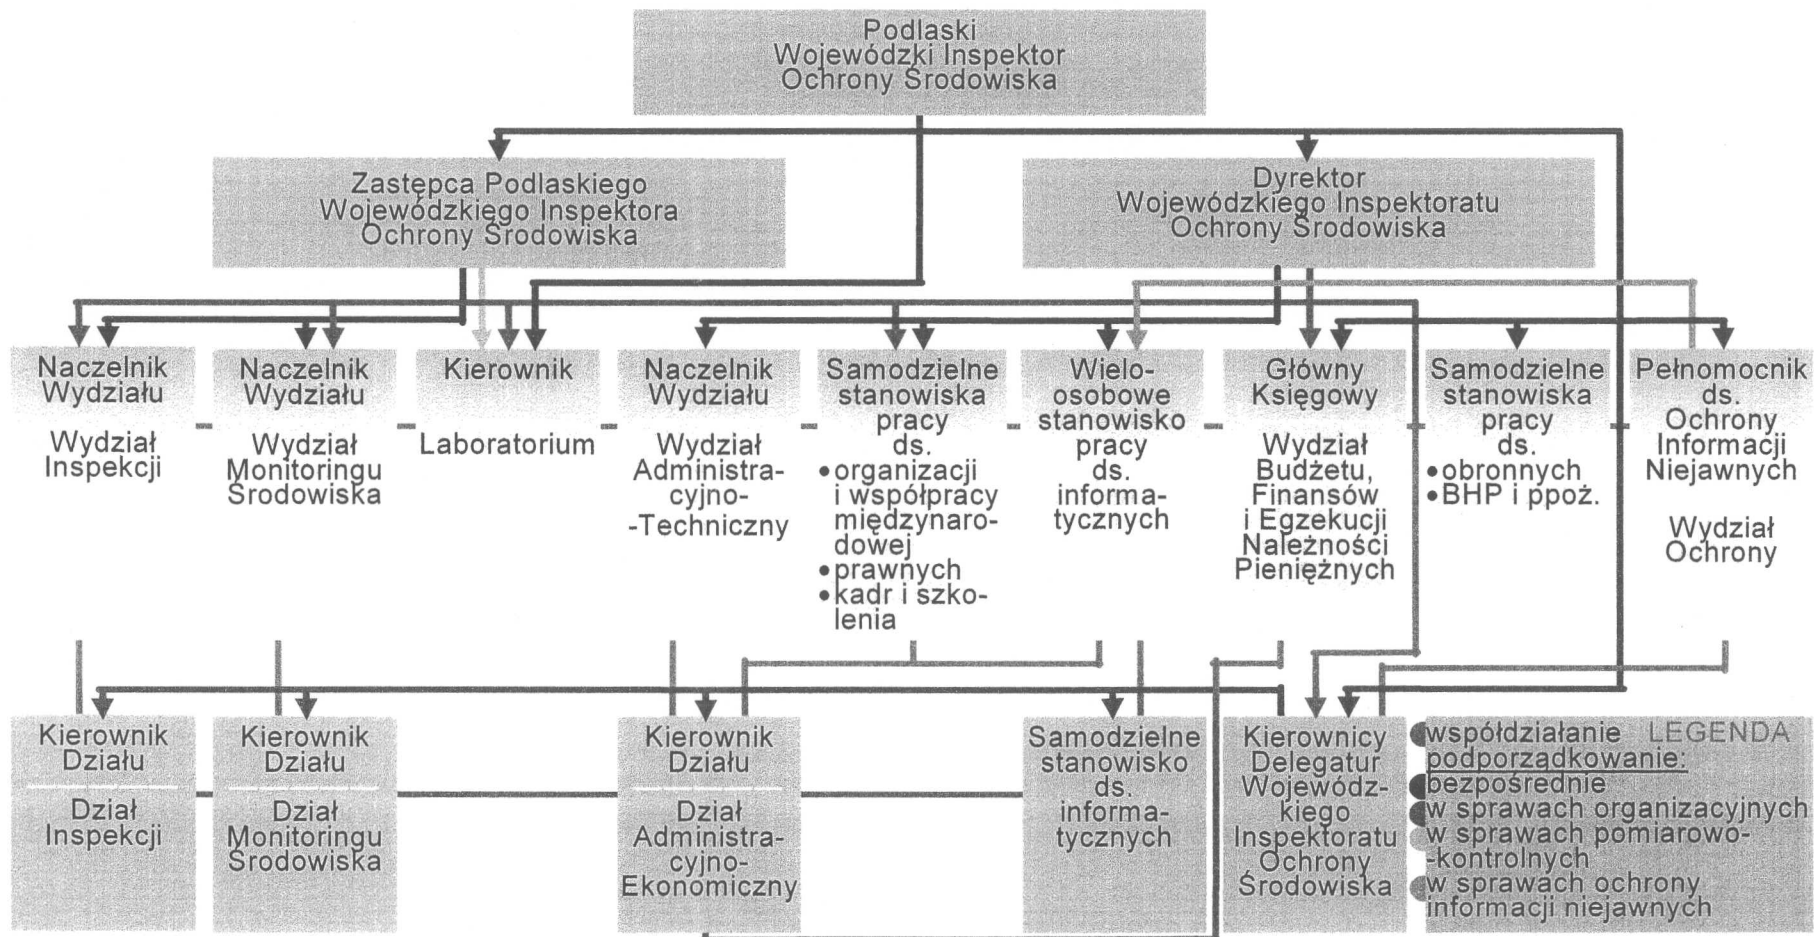 Podlaski
Wojewódzki Inspektor
Ochrony Środowiska
Zastępca Podlaskiego
Wojewódzkiego Inspektora
Ochrony Środowiska
Dyrektor
Wojewódzkiego Inspektoratu
Ochrony Środowiska
Naczelnik
Wydziału
Wydział
Inspekcji
Naczelnik
Wydziału
Wydział
Monitoringu
Środowiska
Kierownik
Laboratorium
Naczelnik
Wydziału
Wydział
Administra-
cyjno-
-Techniczny
Samodzielne
stanowiska
pracy
ds.
•organizacji
i współpracy
międzynaro-
dowej
•prawnych
•kadr i szko-
lenia
Wielo-
osobowe
stanowisko
pracy
ds.
informa-
tycznych
Główny
Księgowy
Wydział
Budżetu,
Finansów
i Egzekucji
Należności
Pieniężnych
Samodzielne
stanowiska
pracy
ds.
•obronnych
•BHP i ppoż.
Pełnomocnik
ds.
Ochrony
Informacji
Niejawnych
Wydział
Ochrony
Kierownik
Działu
Dział
Inspekcji
Kierownik
Działu
Dział
Monitoringu
Środowiska
Kierownik
Działu
Dział
Administra-
cyjno-
Ekonomiczny
Samodzielne
stanowisko
ds.
informa-
tycznych
Kierownicy
Delegatur
Wojewódz-
kiego
Inspektoratu
Ochrony
Środowiska
współdziałanie LEGENDA
podporządkowanie:
bezpośrednie
w sprawach organizacyjnych
w sprawach pomiarowo-
-kontrolnych
w sprawach ochrony
informacji niejawnych